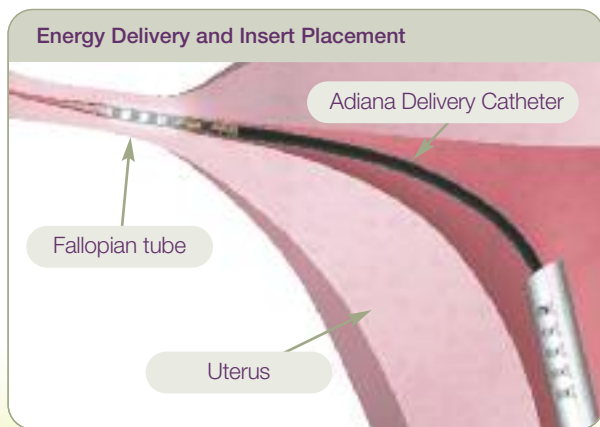 Energy Delivery and Insert Placement
Adiana Delivery Catheter
Fallopian tube
Uterus